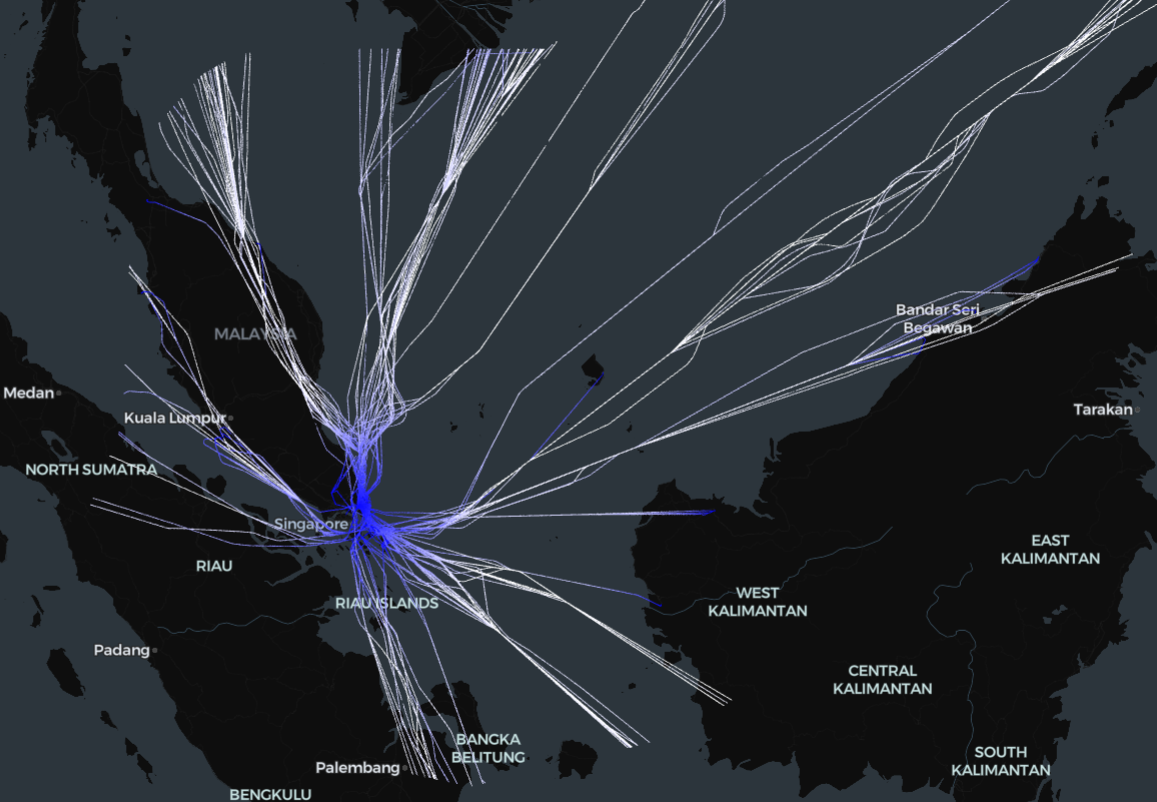 MALAYSIA
Bandar Seri
Begawan
Medan
Tarakan
Kuala Lumpur
NORTH SUMATRA
Singapore
EAST
KALIMANTAN
RIAU
WEST
KALIMANTAN
RIAU ISLANDS
Padang
CENTRAL
KALIMANTAN
BANGKA
BELITUNG
SOUTH
KALIMANTAN
Palembang
BENGKULU